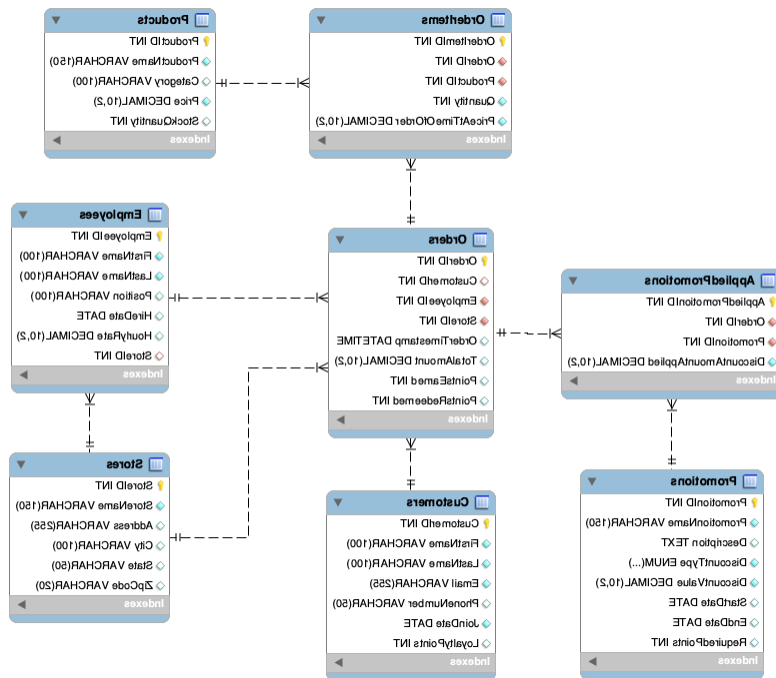 Products
ProductID INT
ProductName VARCHAR(150)
Category VARCHAR(100)
Price DECIMAL(10,2)
StockQuantity INT
Indexes
OrderItems
OrderItemID INT
OrderID INT
ProductID INT
Quantity INT
PriceAtTimeOfOrder DECIMAL(10,2)
Indexes
Employees
EmployeeID INT
FirstName VARCHAR(100)
LastName VARCHAR(100)
Position VARCHAR(100)
HireDate DATE
HourlyRate DECIMAL(10,2)
StoreID INT
Indexes
Orders
OrderID INT
CustomerID INT
EmployeeID INT
StoreID INT
OrderTimestamp DATETIME
TotalAmount DECIMAL(10,2)
PointsEarned INT
PointsRedeemed INT
Indexes
AppliedPromotions
AppliedPromotionID INT
OrderID INT
PromotionID INT
DiscountAmountApplied DECIMAL(10,2)
Indexes
Stores
StoreID INT
StoreName VARCHAR(150)
Address VARCHAR(255)
City VARCHAR(100)
State VARCHAR(50)
ZipCode VARCHAR(20)
Indexes
Customers
CustomerID INT
FirstName VARCHAR(100)
LastName VARCHAR(100)
Email VARCHAR(255)
PhoneNumber VARCHAR(50)
JoinDate DATE
LoyaltyPoints INT
Indexes
Promotions
PromotionID INT
PromotionName VARCHAR(150)
Description TEXT
DiscountType ENUM(...)
DiscountValue DECIMAL(10,2)
StartDate DATE
EndDate DATE
RequiredPoints INT
Indexes